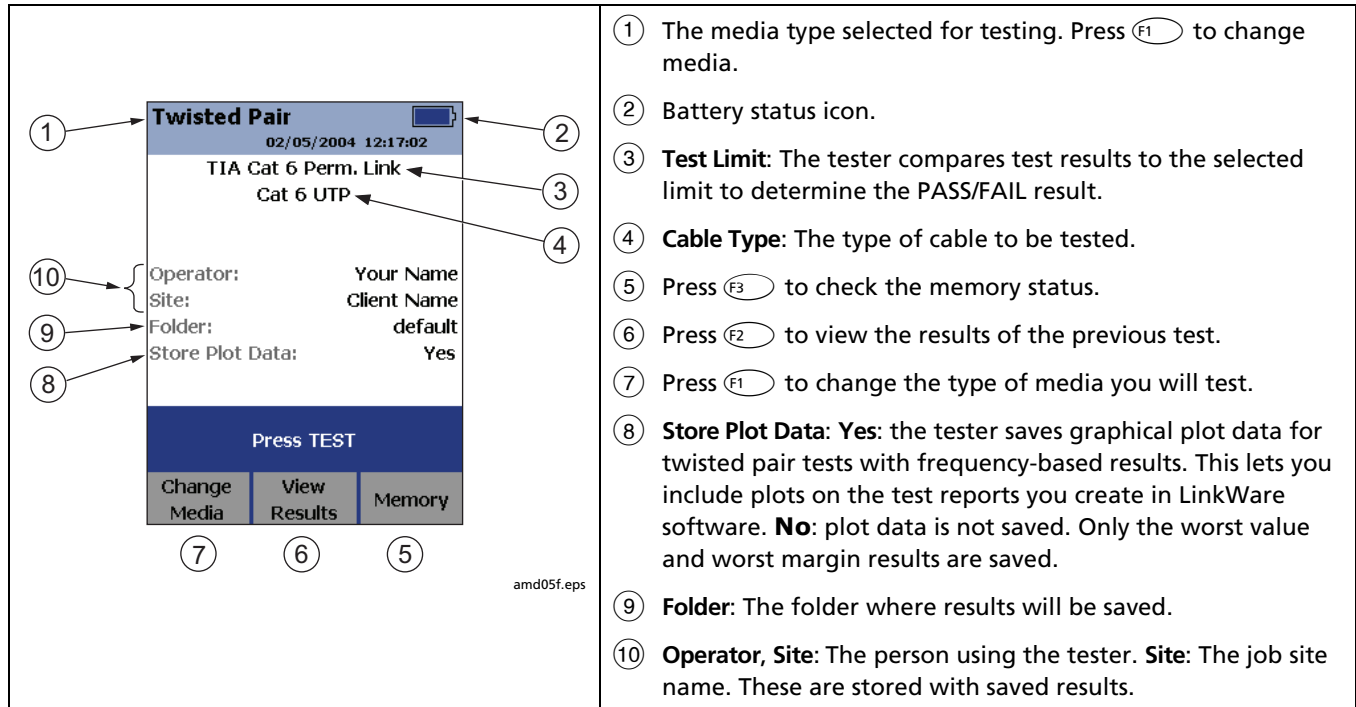 1
Twisted Pair
02/05/2004 12:17:02
2
TIA Cat 6 Perm. Link
3
Cat 6 UTP
4
10
Operator: Your Name
Site: Client Name
9
Folder: default
8
Store Plot Data: Yes
Press TEST
Change Media
View Results
Memory
7
6
5
amd05f.eps
1 The media type selected for testing. Press F1 to change
media.
2 Battery status icon.
3 Test Limit: The tester compares test results to the selected
limit to determine the PASS/FAIL result.
4 Cable Type: The type of cable to be tested.
5 Press F3 to check the memory status.
6 Press F2 to view the results of the previous test.
7 Press F1 to change the type of media you will test.
8 Store Plot Data: Yes: the tester saves graphical plot data for
twisted pair tests with frequency-based results. This lets you
include plots on the test reports you create in LinkWare
software. No: plot data is not saved. Only the worst value
and worst margin results are saved.
9 Folder: The folder where results will be saved.
10 Operator, Site: The person using the tester. Site: The job site
name. These are stored with saved results.